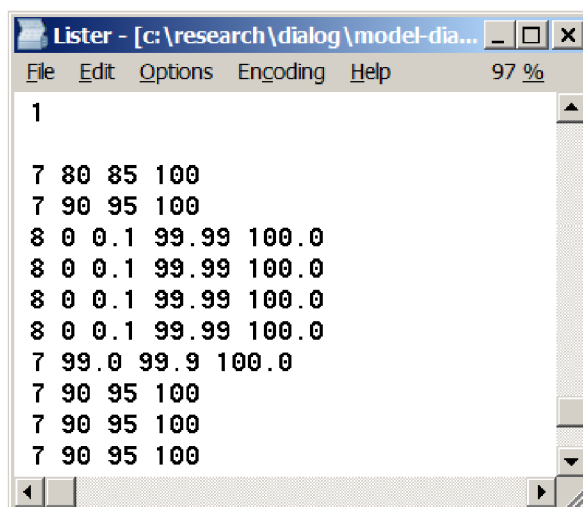 Lister - [c:\research\dialog\model-dia...
File Edit Options Encoding Help 97 %
1
7 80 85 100
7 90 95 100
8 0 0.1 99.99 100.0
8 0 0.1 99.99 100.0
8 0 0.1 99.99 100.0
8 0 0.1 99.99 100.0
7 99.0 99.9 100.0
7 90 95 100
7 90 95 100
7 90 95 100